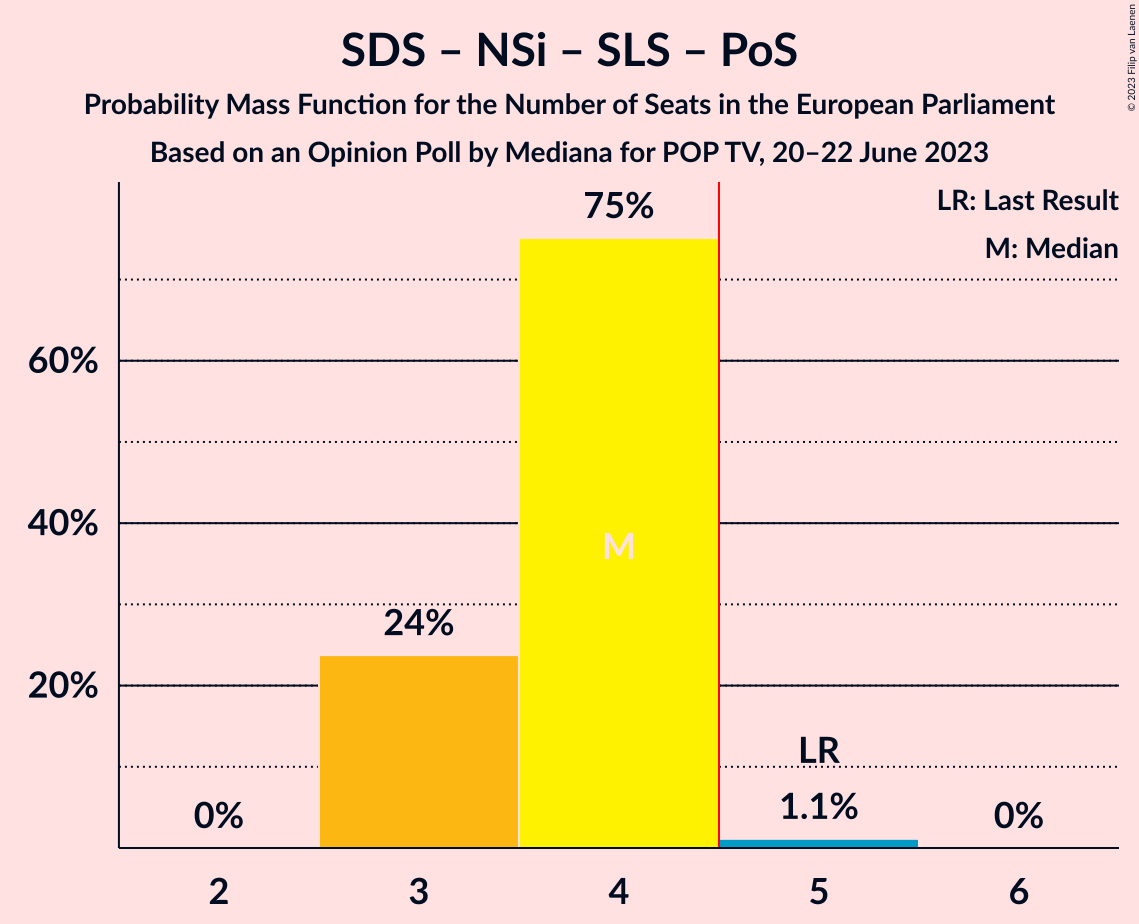 SDS – NSi – SLS – PoS
Probability Mass Function for the Number of Seats in the European Parliament
Based on an Opinion Poll by Mediana for POP TV, 20–22 June 2023
© 2023 Filip van Laenen
LR: Last Result
M: Median
75%
60%
40%
M
24%
20%
LR
1.1%
0%
0%
2
3
4
5
6